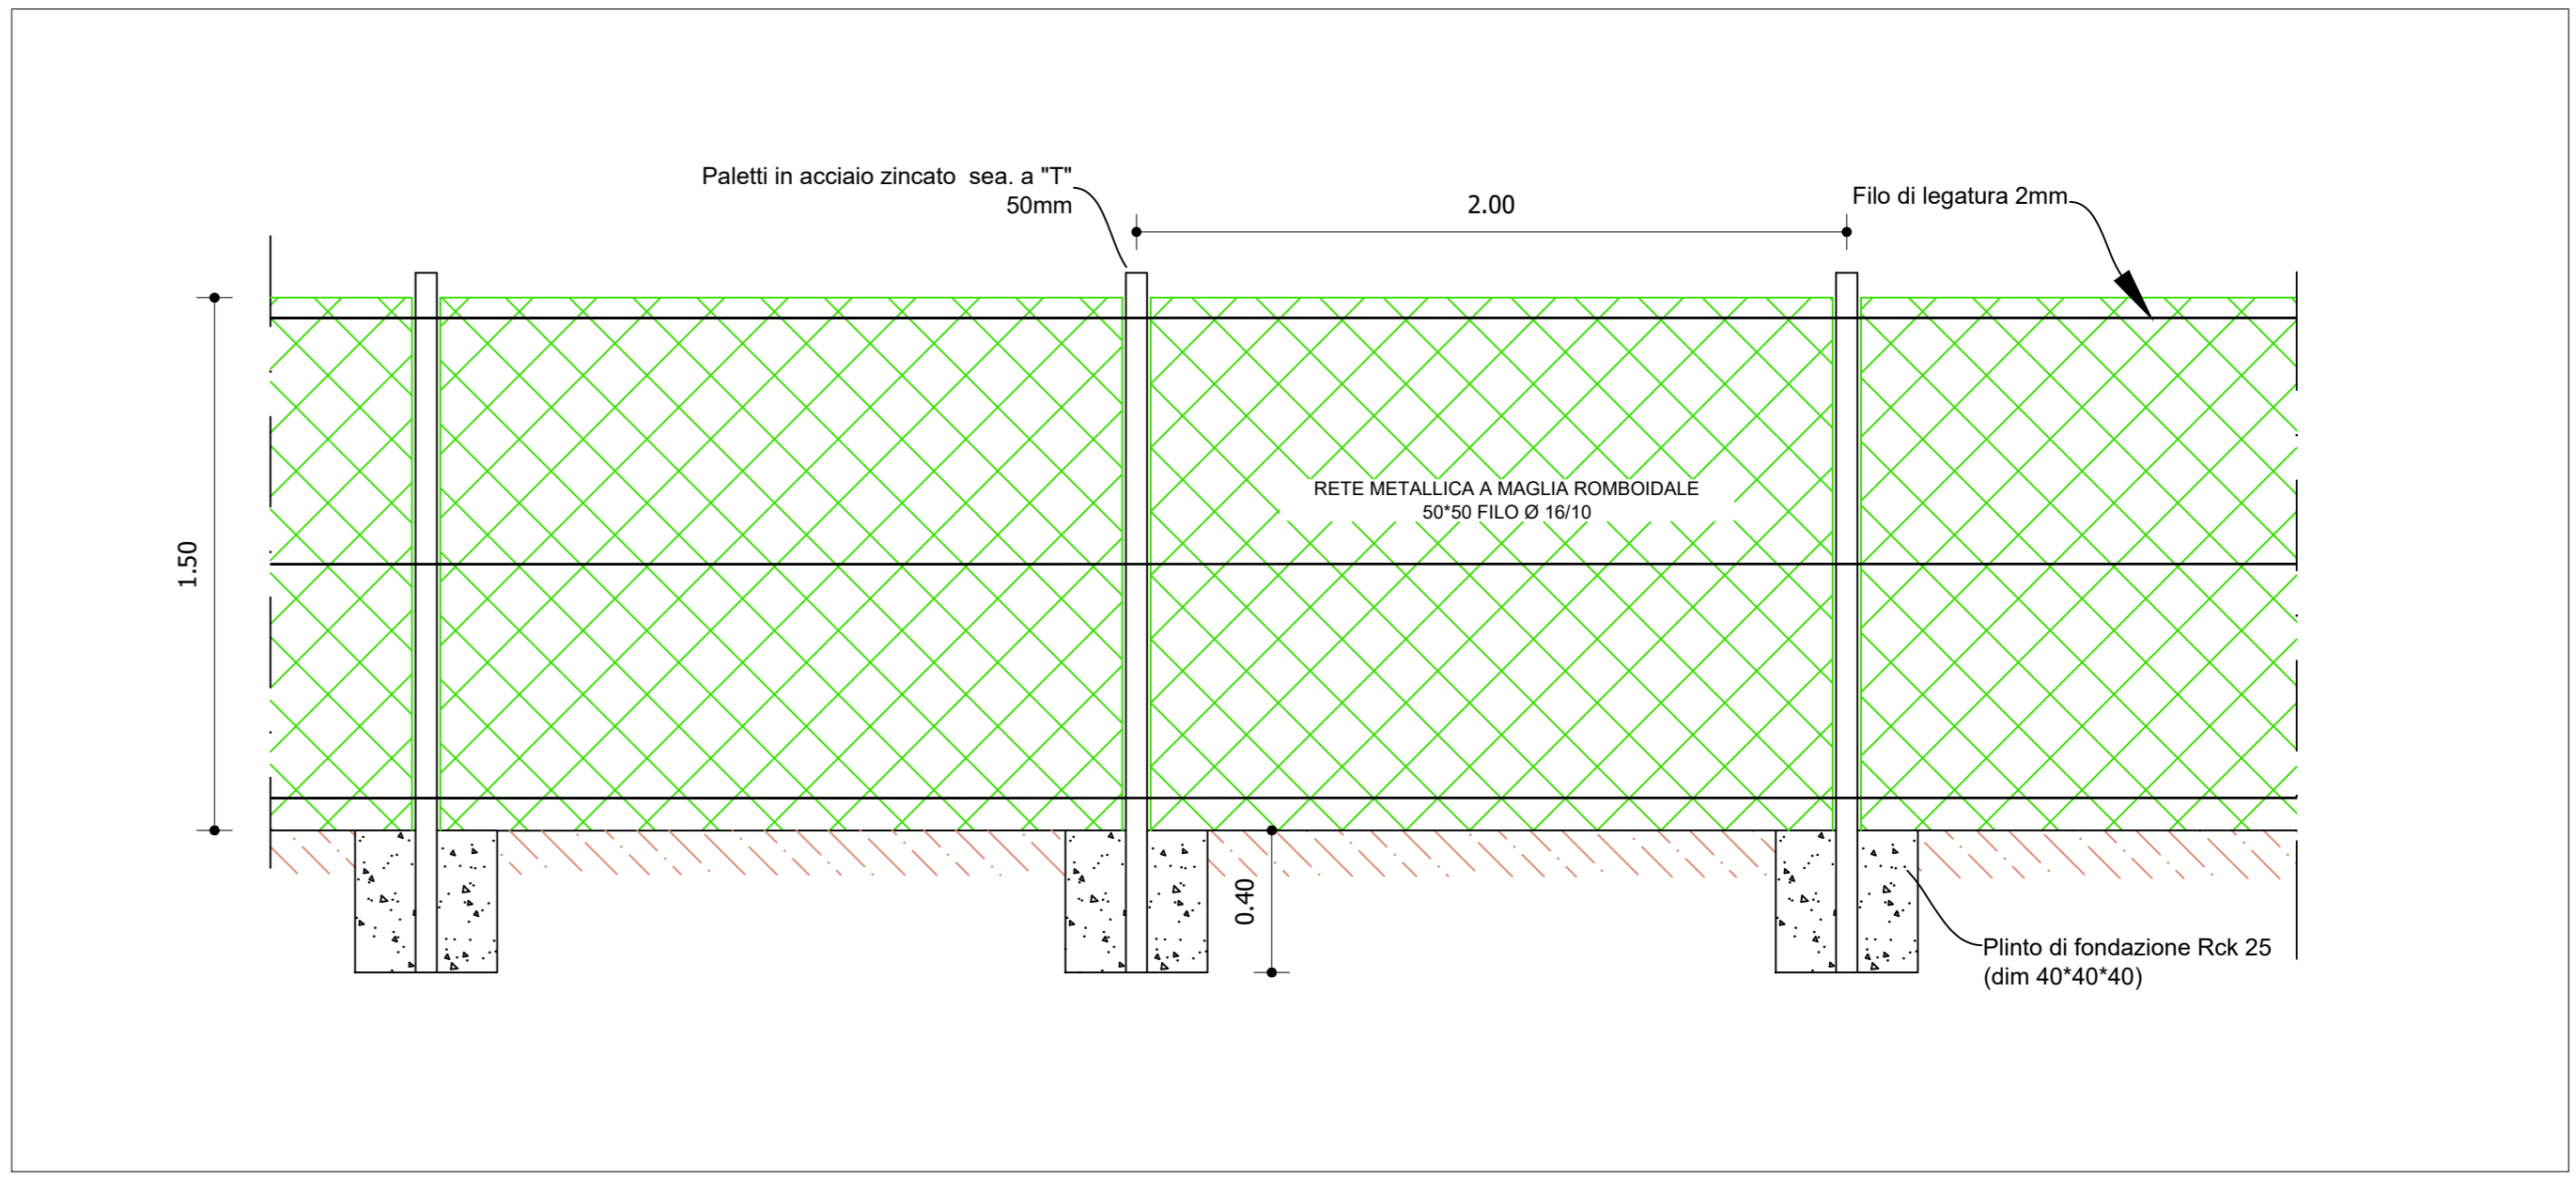 Paletti in acciaio zincato  sea. a "T"
50mm
2.00
Filo di legatura 2mm
RETE METALLICA A MAGLIA ROMBOIDALE
50*50 FILO Ø 16/10
1.50
0.40
Plinto di fondazione Rck 25
(dim 40*40*40)